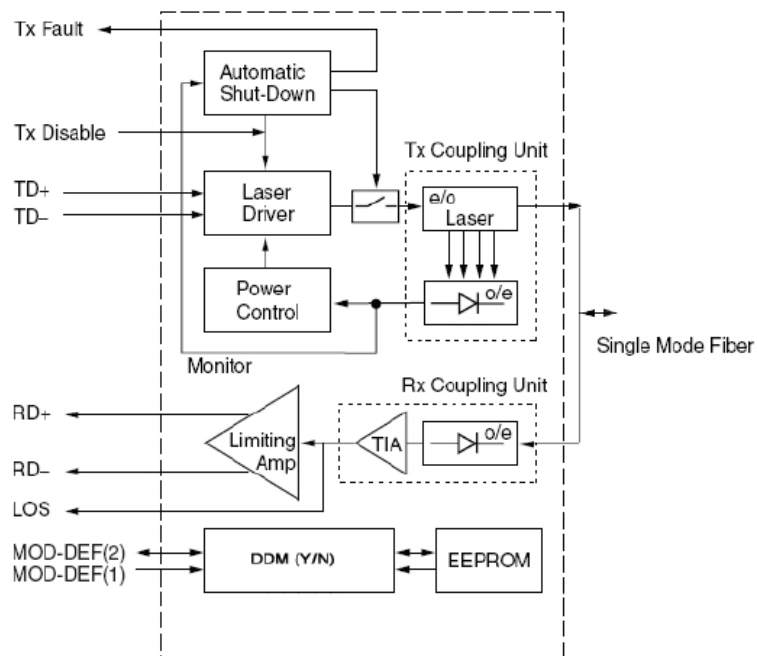 Tx Fault
Automatic
Shut-Down
Tx Disable
Tx Coupling Unit
TD+
TD–
Laser
Driver
e/o
Laser
Power
Control
o/e
Monitor
Single Mode Fiber
Rx Coupling Unit
RD+
RD–
Limiting
Amp
TIA
o/e
LOS
MOD-DEF(2)
MOD-DEF(1)
DDM (Y/N)
EEPROM